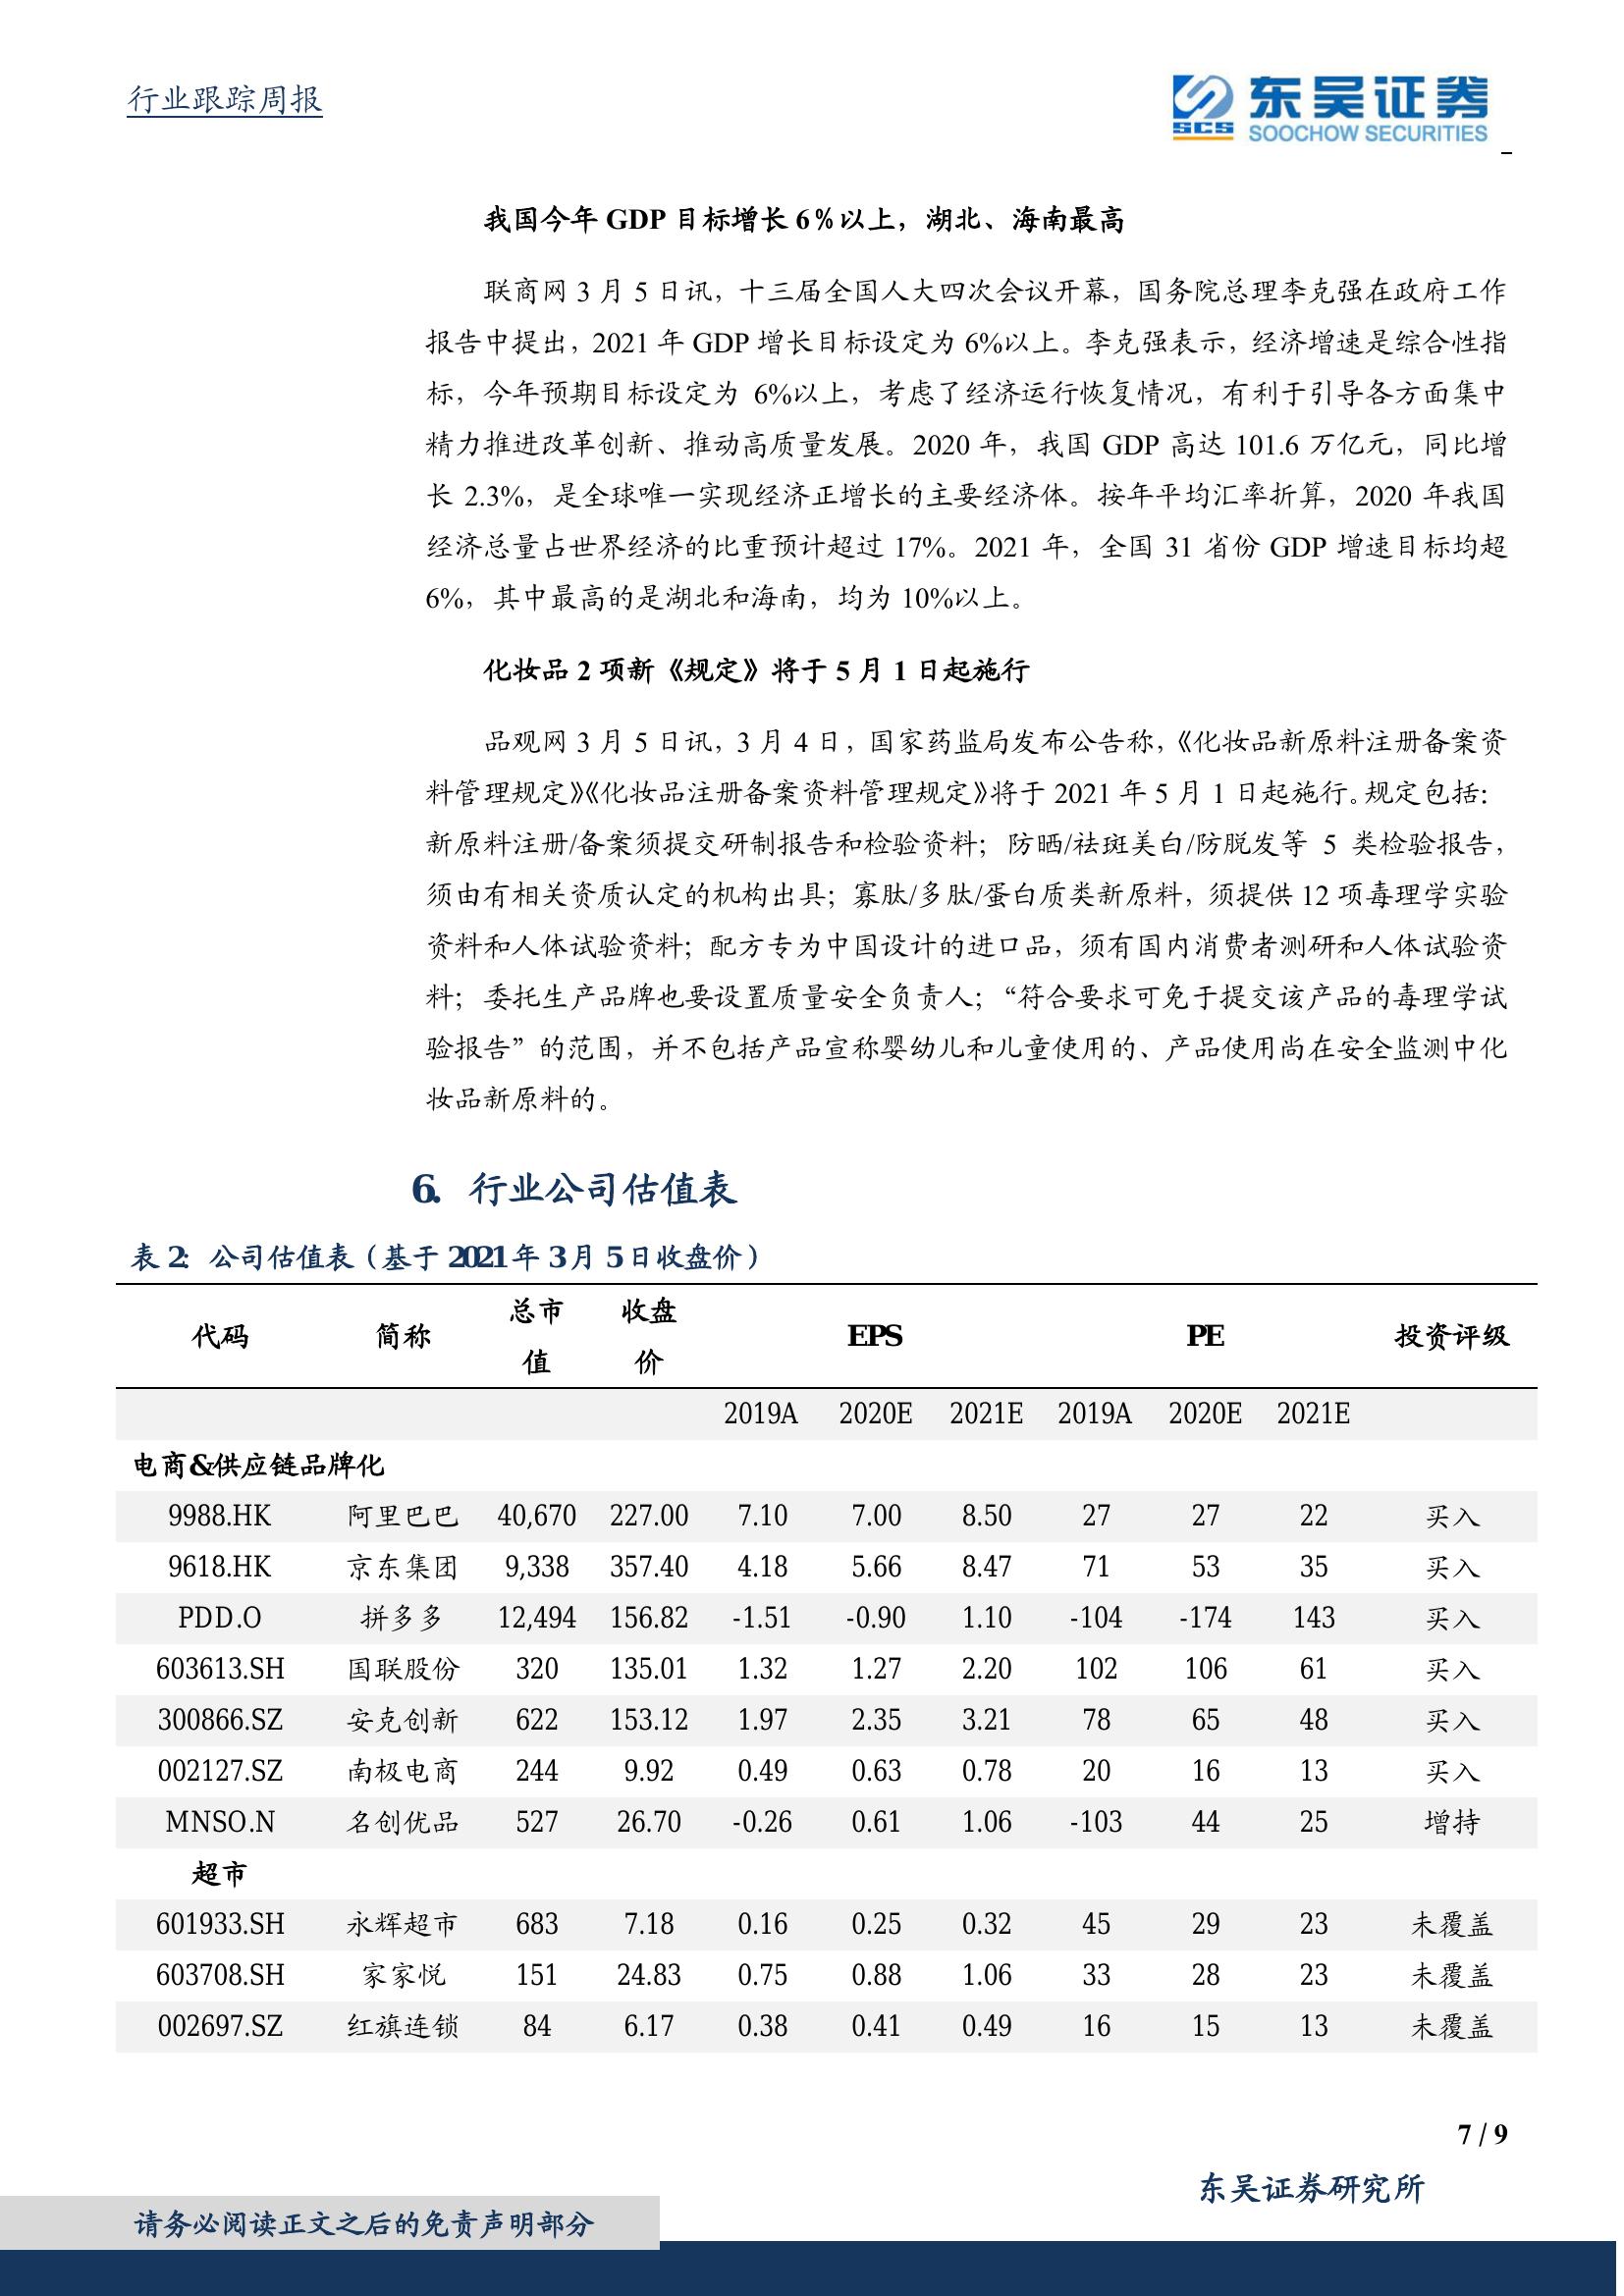 行业跟踪周报
SCS
东吴证券
SOOCHOW SECURITIES
我国今年 GDP 目标增长 6％以上，湖北、海南最高
联商网 3 月 5 日讯，十三届全国人大四次会议开幕，国务院总理李克强在政府工作
报告中提出，2021 年 GDP 增长目标设定为 6%以上。李克强表示，经济增速是综合性指
标，今年预期目标设定为 6%以上，考虑了经济运行恢复情况，有利于引导各方面集中
精力推进改革创新、推动高质量发展。2020 年，我国 GDP 高达 101.6 万亿元，同比增
长 2.3%，是全球唯一实现经济正增长的主要经济体。按年平均汇率折算，2020 年我国
经济总量占世界经济的比重预计超过 17%。2021 年，全国 31 省份 GDP 增速目标均超
6%，其中最高的是湖北和海南，均为 10%以上。
化妆品 2 项新《规定》将于 5 月 1 日起施行
品观网 3 月 5 日讯，3 月 4 日，国家药监局发布公告称，《化妆品新原料注册备案资
料管理规定》《化妆品注册备案资料管理规定》将于 2021 年 5 月 1 日起施行。规定包括：
新原料注册/备案须提交研制报告和检验资料；防晒/祛斑美白/防脱发等 5 类检验报告，
须由有相关资质认定的机构出具；寡肽/多肽/蛋白质类新原料，须提供 12 项毒理学实验
资料和人体试验资料；配方专为中国设计的进口品，须有国内消费者测研和人体试验资
料；委托生产品牌也要设置质量安全负责人；“符合要求可免于提交该产品的毒理学试
验报告”的范围，并不包括产品宣称婴幼儿和儿童使用的、产品使用尚在安全监测中化
妆品新原料的。
6. 行业公司估值表
表 2： 公司估值表（基于 2021 年 3 月 5 日收盘价）
代码 简称 总市值 收盘价 EPS PE 投资评级
2019A 2020E 2021E 2019A 2020E 2021E
电商&供应链品牌化
9988.HK 阿里巴巴 40,670 227.00 7.10 7.00 8.50 27 27 22 买入
9618.HK 京东集团 9,338 357.40 4.18 5.66 8.47 71 53 35 买入
PDD.O 拼多多 12,494 156.82 -1.51 -0.90 1.10 -104 -174 143 买入
603613.SH 国联股份 320 135.01 1.32 1.27 2.20 102 106 61 买入
300866.SZ 安克创新 622 153.12 1.97 2.35 3.21 78 65 48 买入
002127.SZ 南极电商 244 9.92 0.49 0.63 0.78 20 16 13 买入
MNSO.N 名创优品 527 26.70 -0.26 0.61 1.06 -103 44 25 增持
超市
601933.SH 永辉超市 683 7.18 0.16 0.25 0.32 45 29 23 未覆盖
603708.SH 家家悦 151 24.83 0.75 0.88 1.06 33 28 23 未覆盖
002697.SZ 红旗连锁 84 6.17 0.38 0.41 0.49 16 15 13 未覆盖
7 / 9
东吴证券研究所
请务必阅读正文之后的免责声明部分